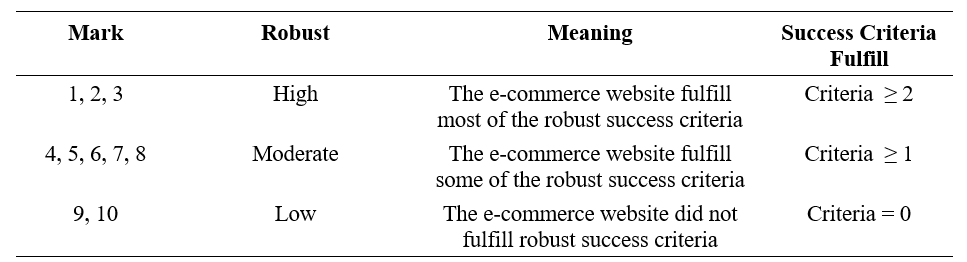 Mark Robust Meaning Success Criteria
Fulfill
1, 2, 3 High The e-commerce website fulfill Criteria ≥ 2
most of the robust success criteria
4, 5, 6, 7, 8 Moderate The e-commerce website fulfill Criteria ≥ 1
some of the robust success criteria
9, 10 Low The e-commerce website did not Criteria = 0
fulfill robust success criteria